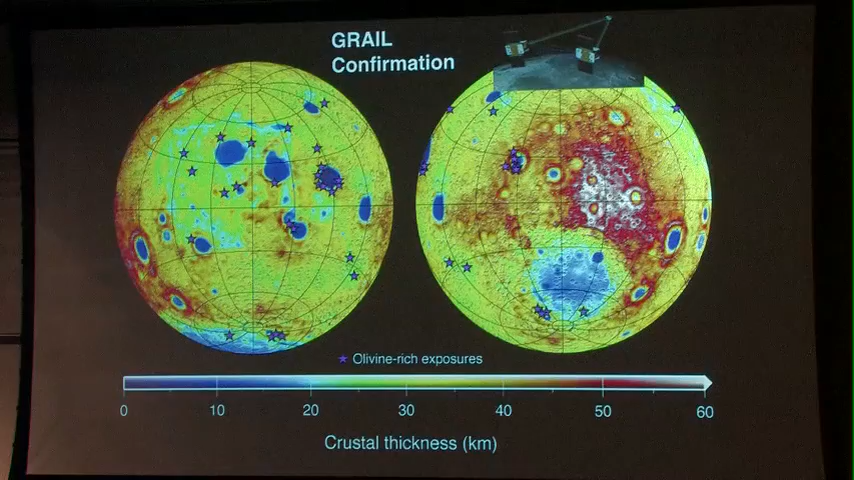 GRAIL
Confirmation
Olivine-rich exposures
0 10 20 30 40 50 60
Crustal thickness (km)